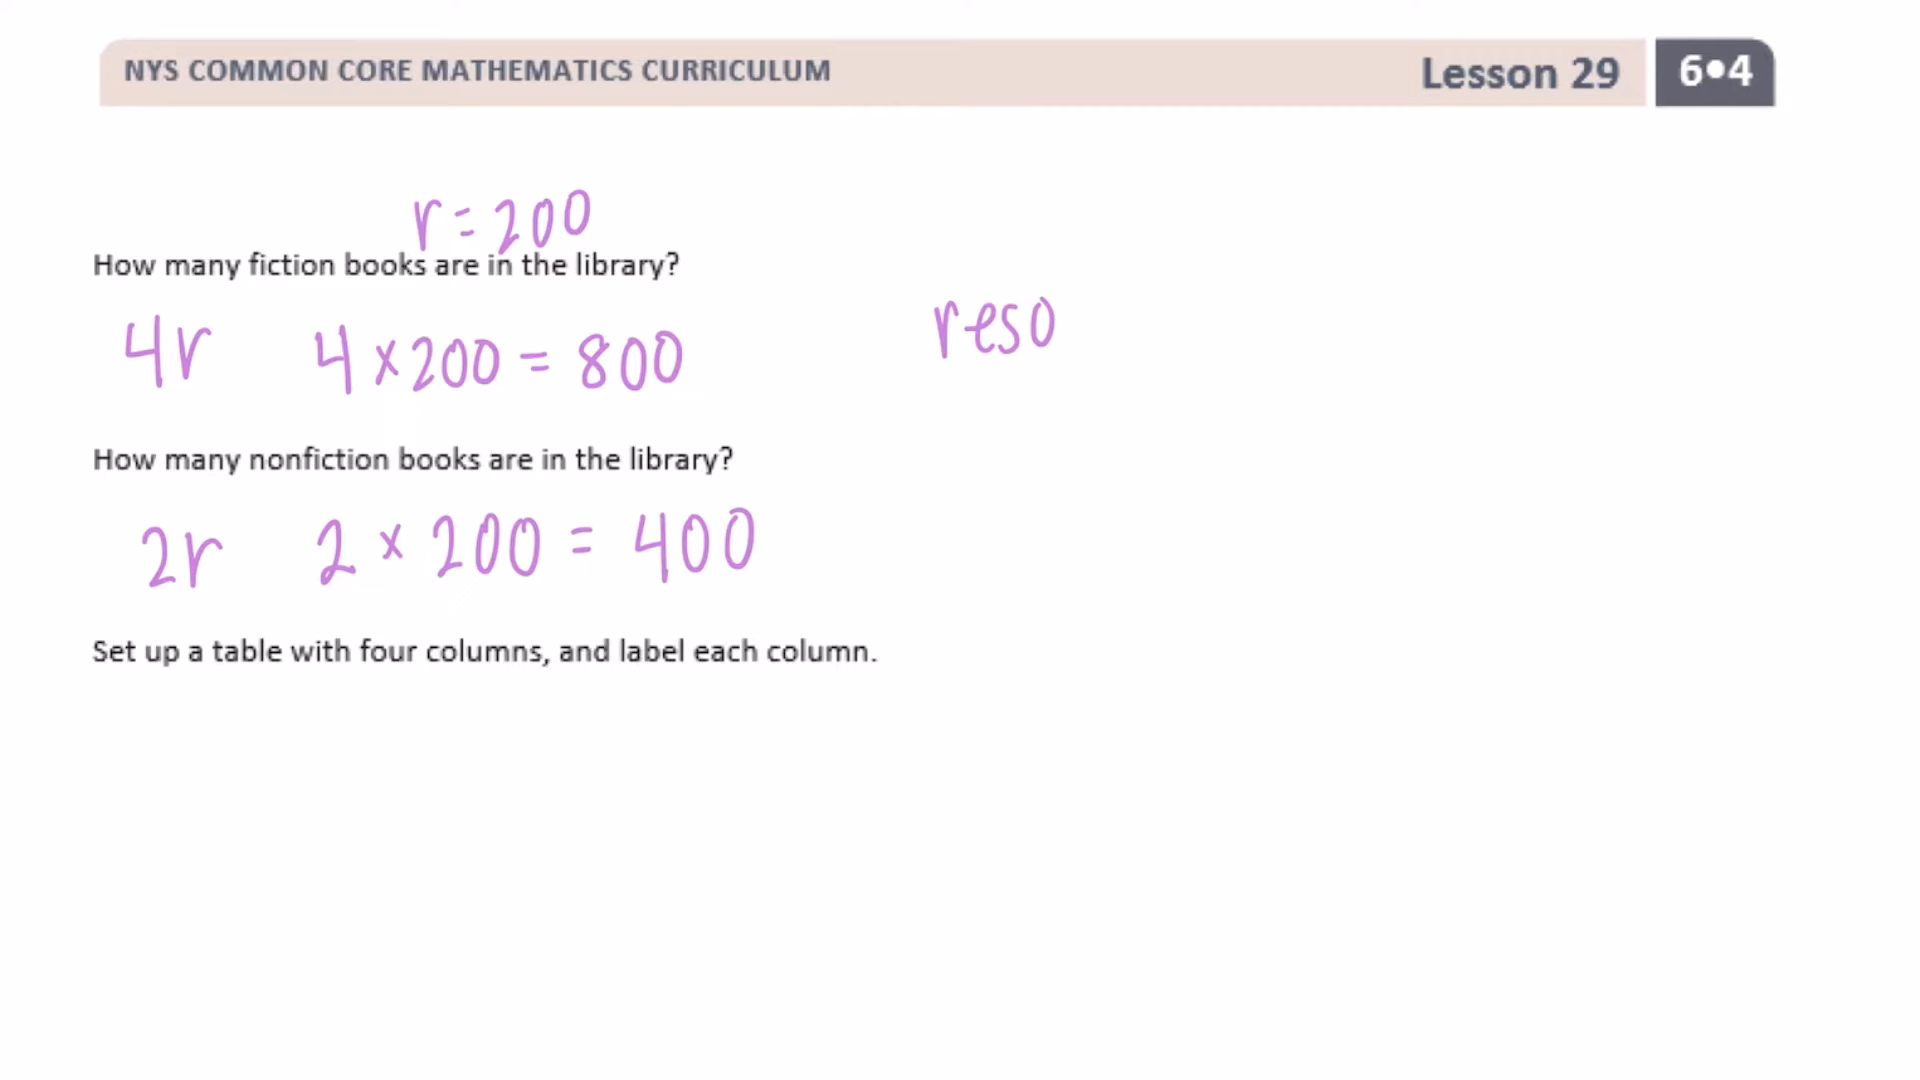 NYS COMMON CORE MATHEMATICS CURRICULUM Lesson 29 6•4
r = 200
How many fiction books are in the library?
4r 4 × 200 = 800 reso
How many nonfiction books are in the library?
2r 2 × 200 = 400
Set up a table with four columns, and label each column.